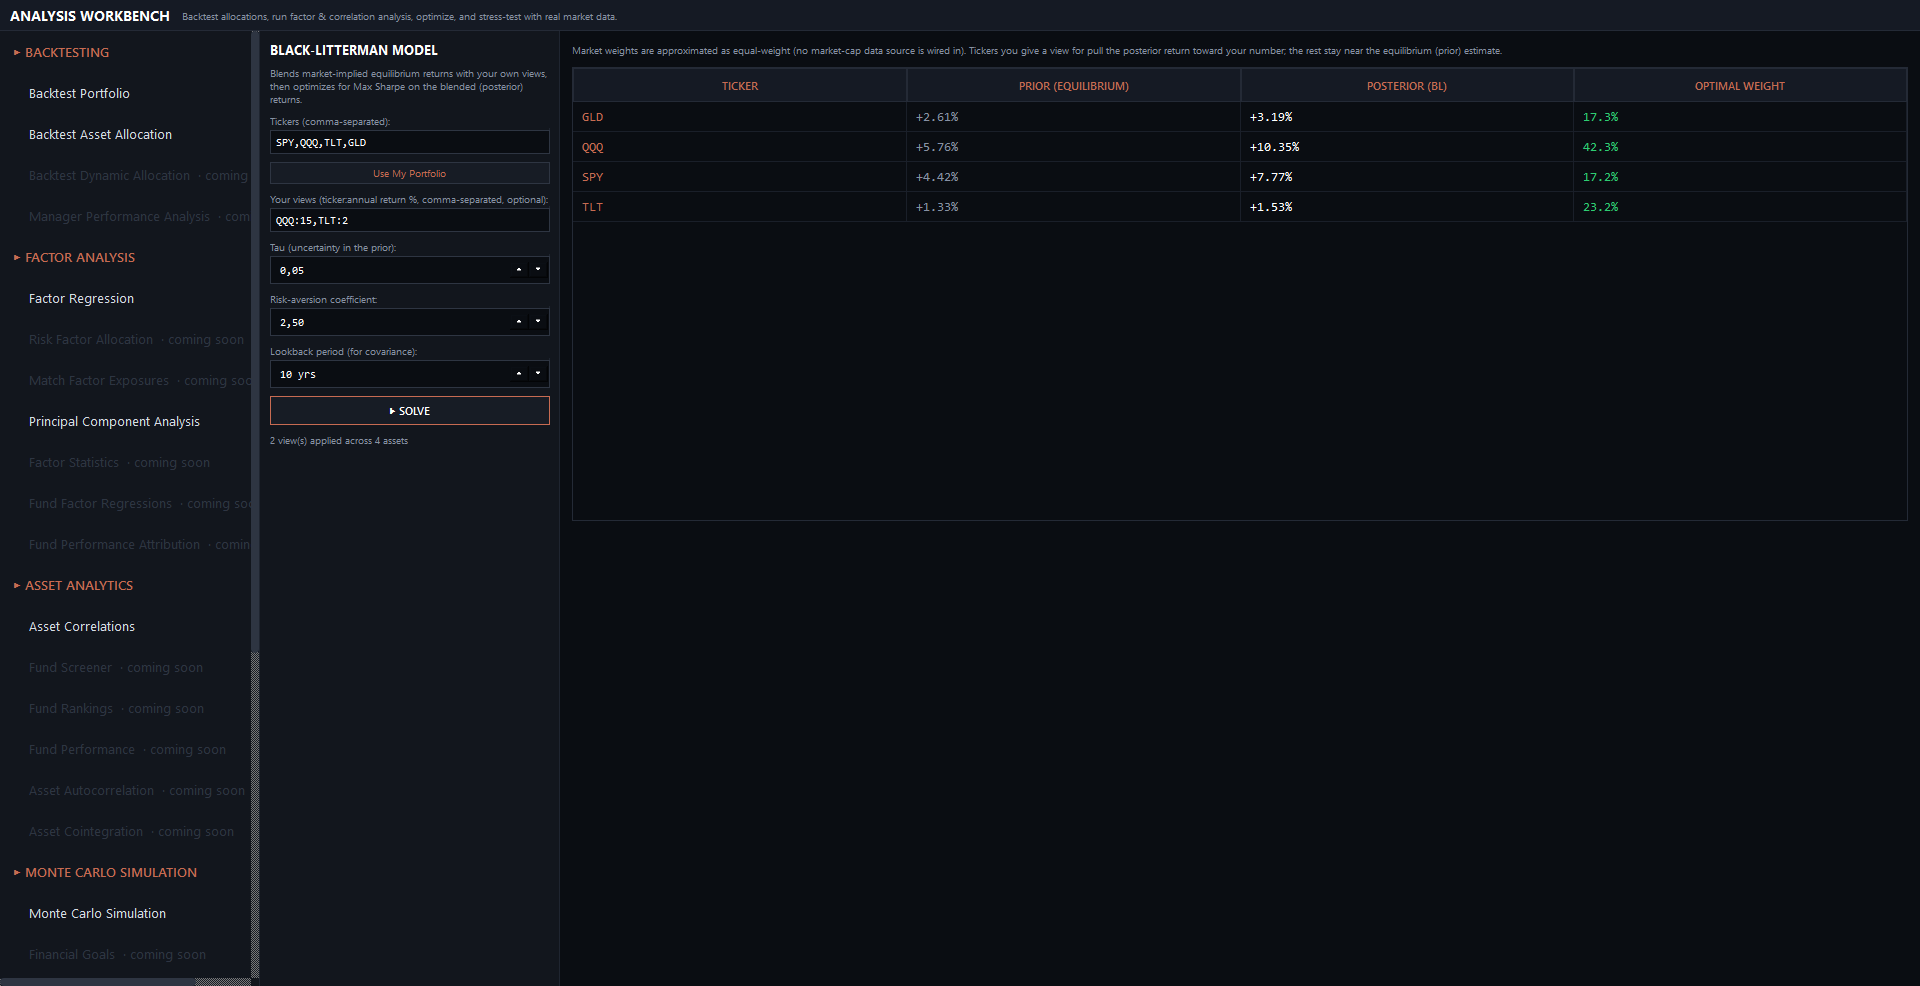 ANALYSIS WORKBENCH Backtest allocations, run factor & correlation analysis, optimize, and stress-test with real market data.
▸ BACKTESTING
Backtest Portfolio
Backtest Asset Allocation
Backtest Dynamic Allocation · coming
Manager Performance Analysis · com
▸ FACTOR ANALYSIS
Factor Regression
Risk Factor Allocation · coming soon
Match Factor Exposures · coming soo
Principal Component Analysis
Factor Statistics · coming soon
Fund Factor Regressions · coming soo
Fund Performance Attribution · comin
▸ ASSET ANALYTICS
Asset Correlations
Fund Screener · coming soon
Fund Rankings · coming soon
Fund Performance · coming soon
Asset Autocorrelation · coming soon
Asset Cointegration · coming soon
▸ MONTE CARLO SIMULATION
Monte Carlo Simulation
Financial Goals · coming soon
BLACK-LITTERMAN MODEL
Blends market-implied equilibrium returns with your own views,
then optimizes for Max Sharpe on the blended (posterior)
returns.
Tickers (comma-separated):
SPY,QQQ,TLT,GLD
Use My Portfolio
Your views (ticker:annual return %, comma-separated, optional):
QQQ:15,TLT:2
Tau (uncertainty in the prior):
0,05
Risk-aversion coefficient:
2,50
Lookback period (for covariance):
10 yrs
▸ SOLVE
2 view(s) applied across 4 assets
Market weights are approximated as equal-weight (no market-cap data source is wired in). Tickers you give a view for pull the posterior return toward your number; the rest stay near the equilibrium (prior) estimate.
TICKER PRIOR (EQUILIBRIUM) POSTERIOR (BL) OPTIMAL WEIGHT
GLD +2.61% +3.19% 17.3%
QQQ +5.76% +10.35% 42.3%
SPY +4.42% +7.77% 17.2%
TLT +1.33% +1.53% 23.2%